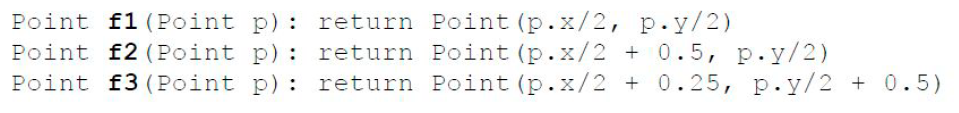 Point f1(Point p): return Point(p.x/2, p.y/2)
Point f2(Point p): return Point(p.x/2 + 0.5, p.y/2)
Point f3(Point p): return Point(p.x/2 + 0.25, p.y/2 + 0.5)